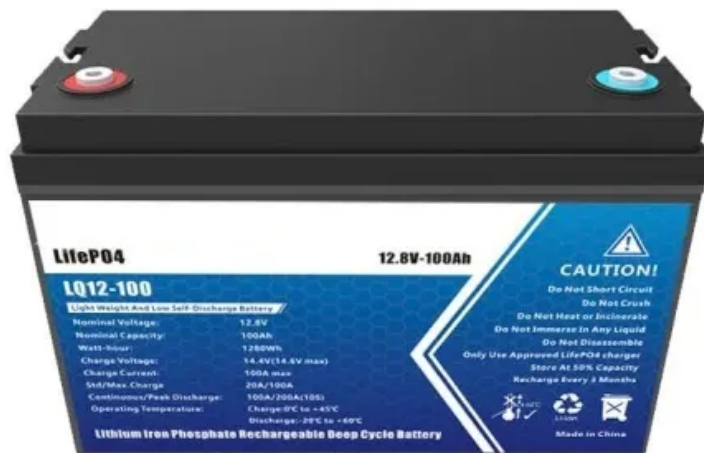 LifePO4
12.8V-100Ah
LQ12-100
Light Weight And Low Self-Discharge Battery
Nominal Voltage: 12.8V
Nominal Capacity: 100Ah
Watt-hour: 1280Wh
Charge Voltage: 14.4V(14.6V max)
Charge Current: 100A max
Std/Max.Charge 20A/100A
Continuous/Peak Discharge: 100A/200A(10S)
Operating Temperature: Charge:0℃ to +45℃
Discharge:-20℃ to +60℃
Lithium Iron Phosphate Rechargeable Deep Cycle Battery
CAUTION!
Do Not Short Circuit
Do Not Crush
Do Not Heat or Incinerate
Do Not Immerse In Any Liquid
Do Not Disassemble
Only Use Approved LifePO4 charger
Store At 50% Capacity
Recharge Every 3 Months
Li-ion
Made in China